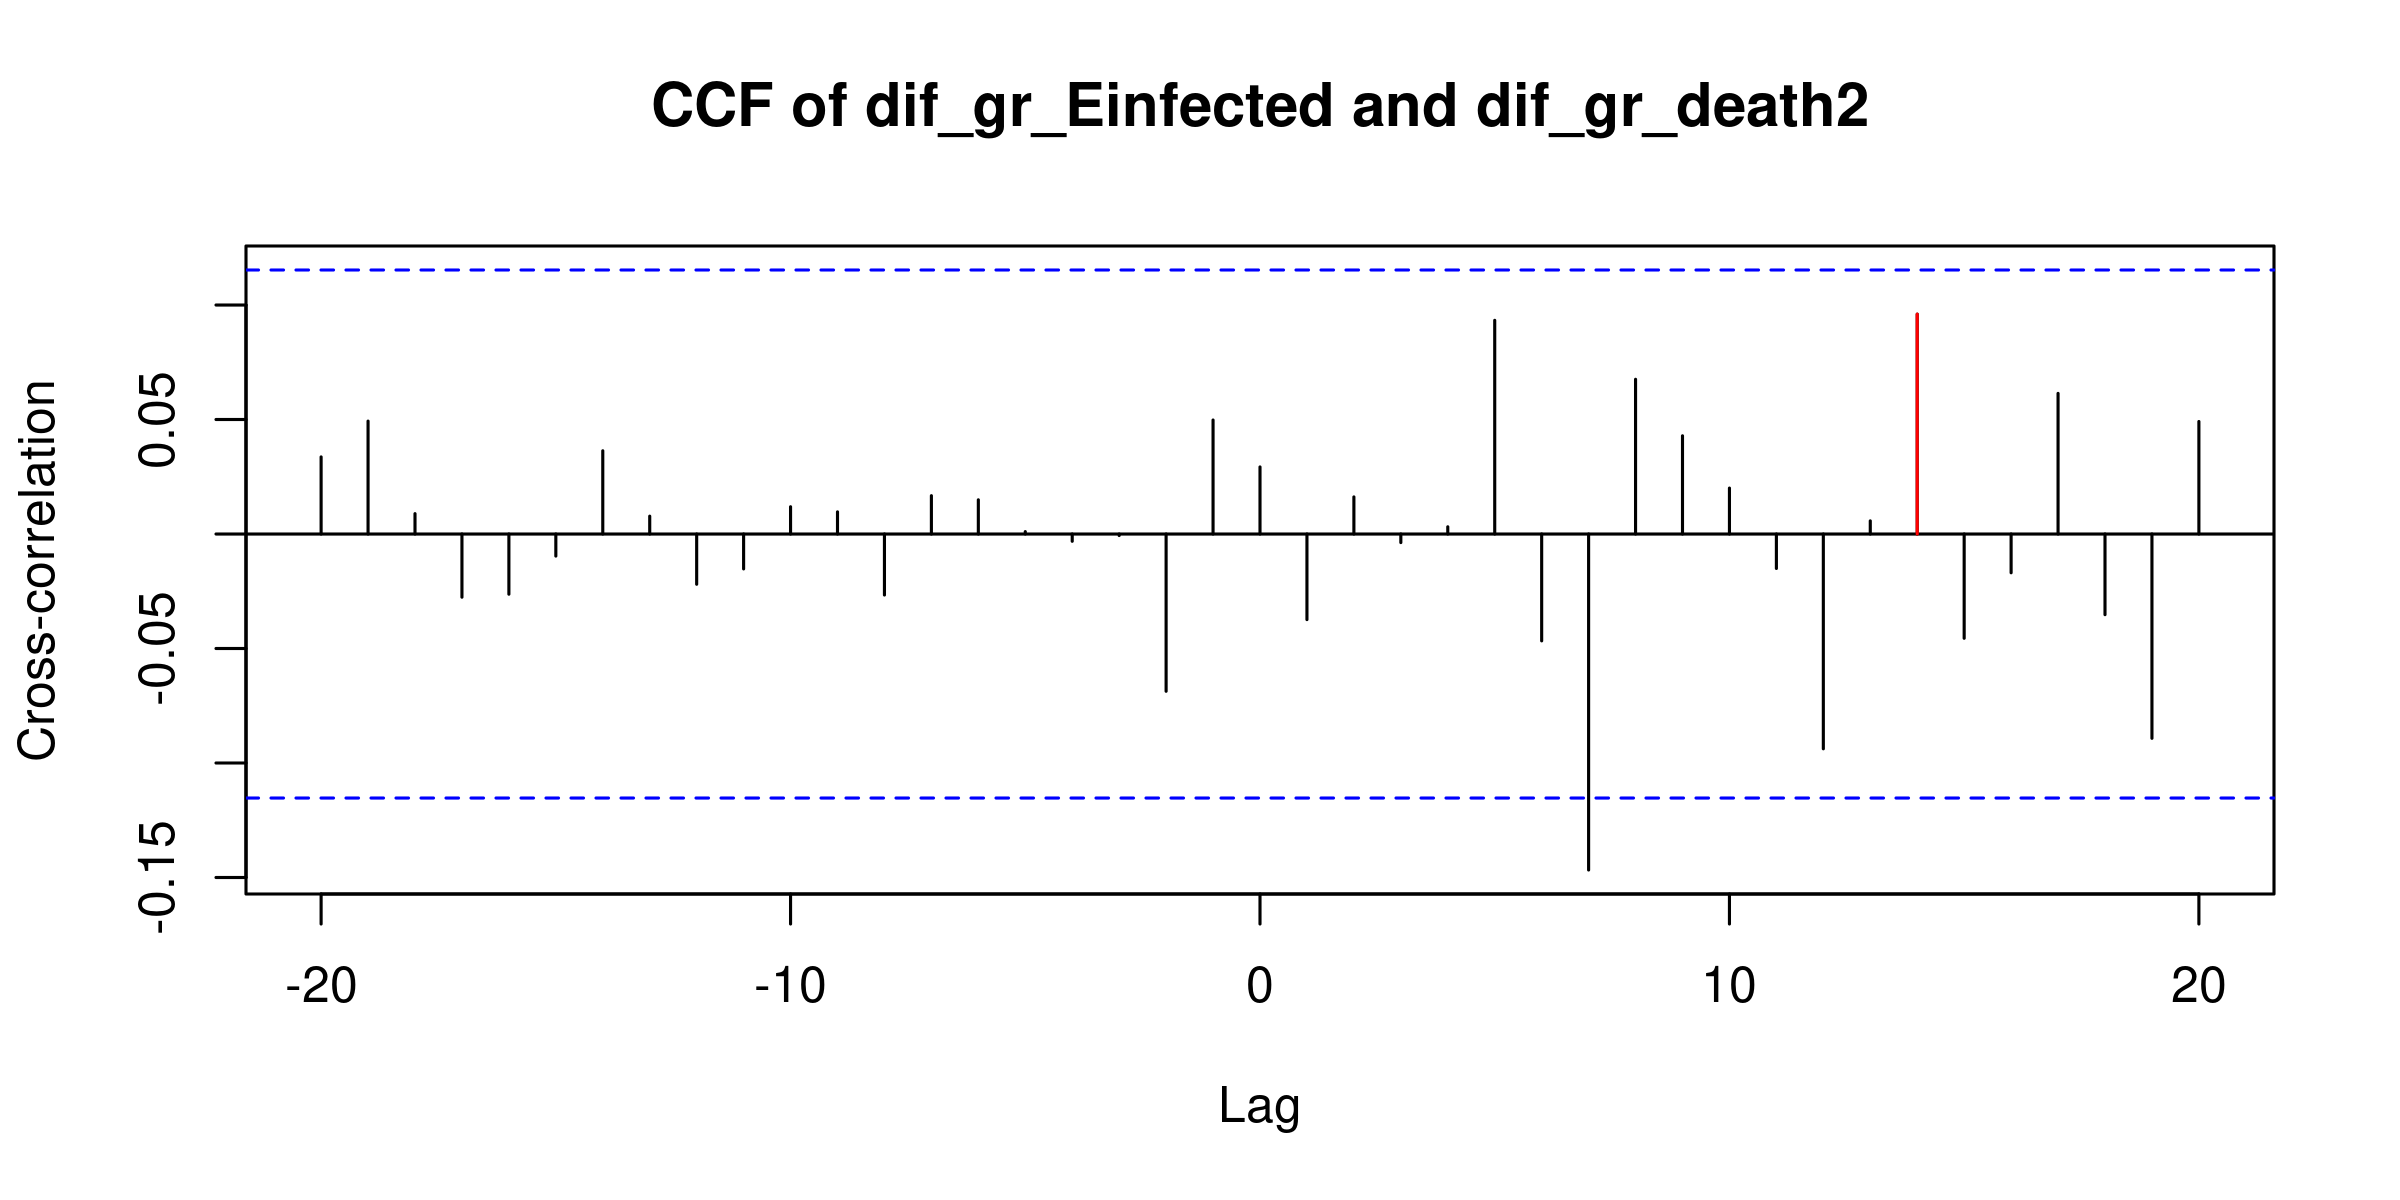 CCF of dif_gr_Einfected and dif_gr_death2
Cross-correlation
0.05
-0.05
-0.15
-20 -10 0 10 20
Lag